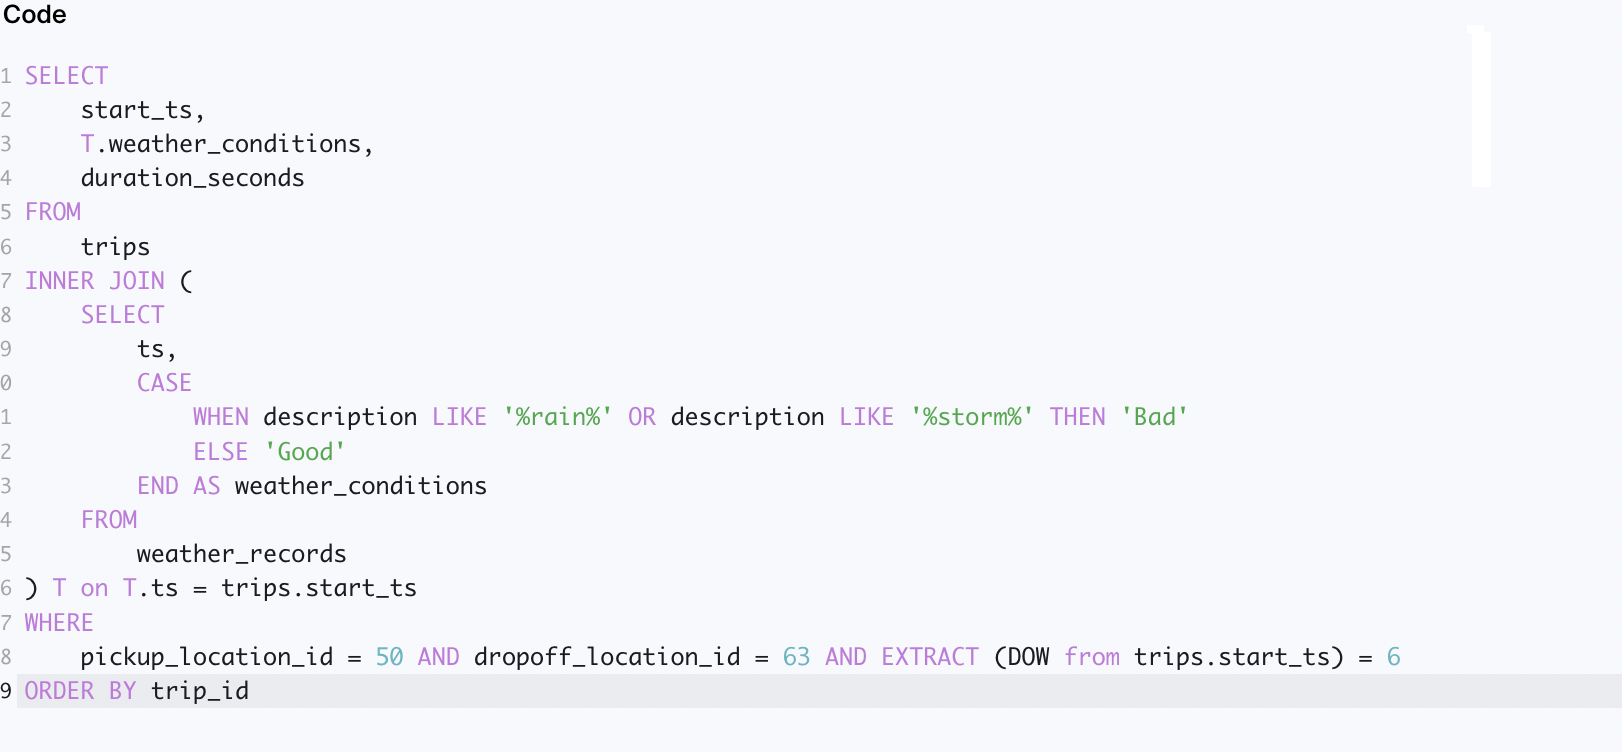 Code
1 SELECT
2     start_ts,
3     T.weather_conditions,
4     duration_seconds
5 FROM
6     trips
7 INNER JOIN (
8     SELECT
9         ts,
0         CASE
1             WHEN description LIKE '%rain%' OR description LIKE '%storm%' THEN 'Bad'
2             ELSE 'Good'
3         END AS weather_conditions
4     FROM
5         weather_records
6 ) T on T.ts = trips.start_ts
7 WHERE
8     pickup_location_id = 50 AND dropoff_location_id = 63 AND EXTRACT (DOW from trips.start_ts) = 6
9 ORDER BY trip_id